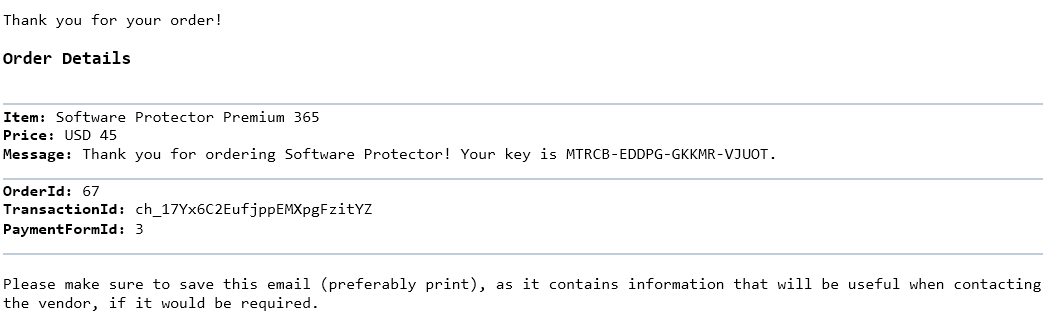 Thank you for your order!
Order Details
Item: Software Protector Premium 365
Price: USD 45
Message: Thank you for ordering Software Protector! Your key is MTRCB-EDDPG-GKKMR-VJUOT.
OrderId: 67
TransactionId: ch_17Yx6C2EufjppEMXpgFzitYZ
PaymentFormId: 3
Please make sure to save this email (preferably print), as it contains information that will be useful when contacting
the vendor, if it would be required.